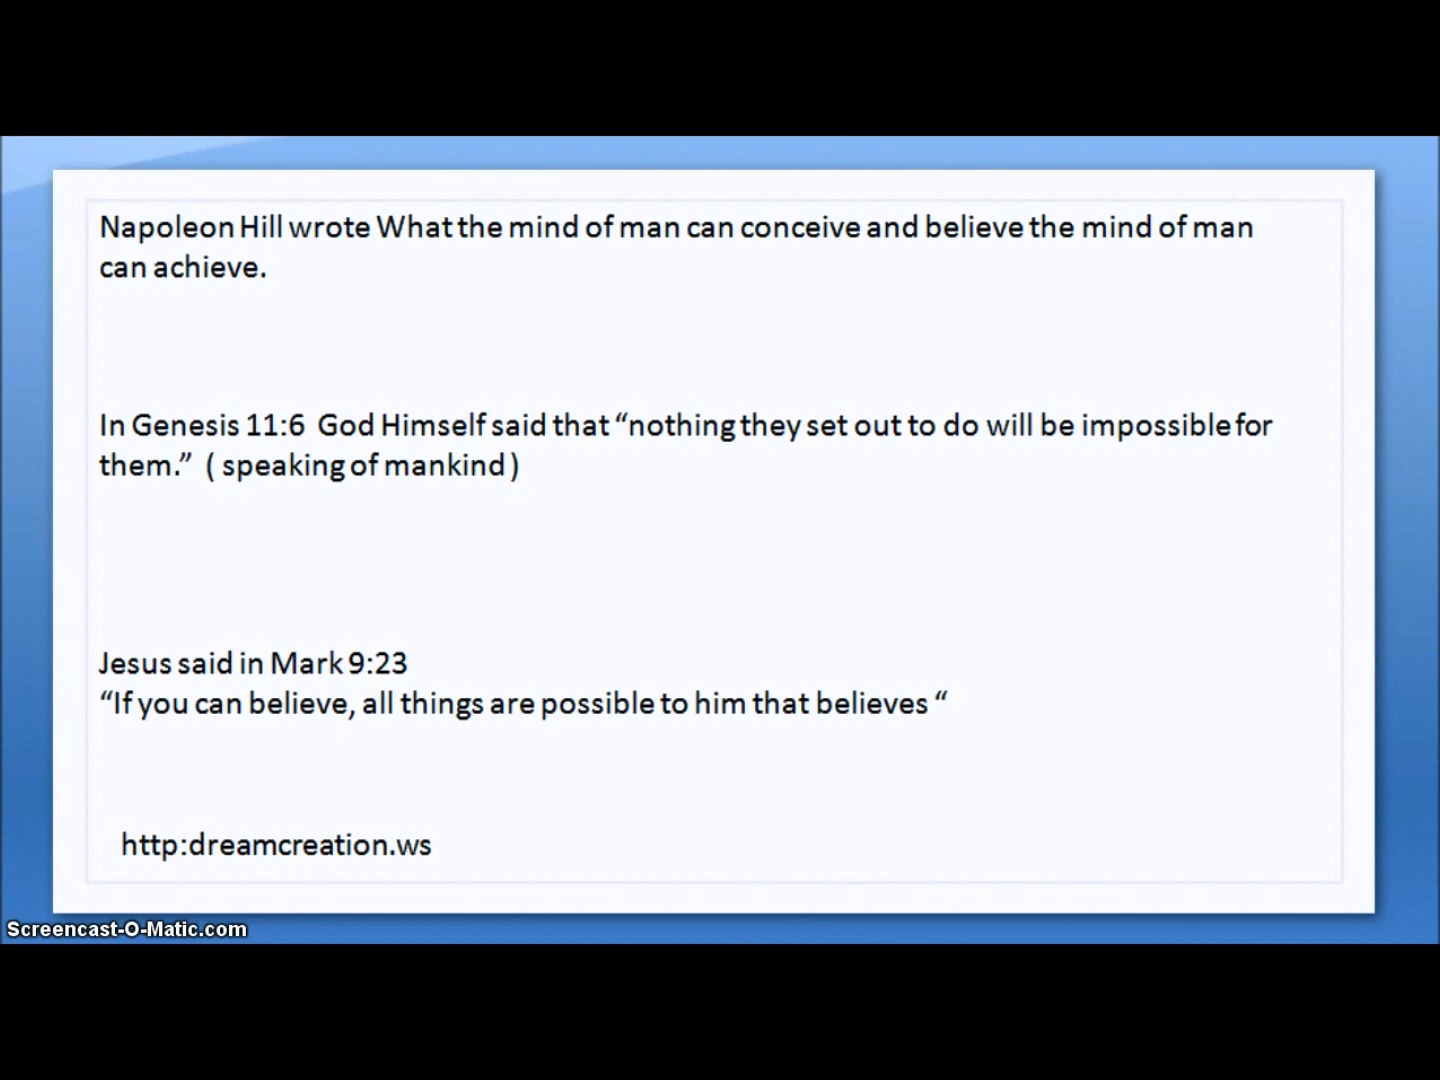 Napoleon Hill wrote What the mind of man can conceive and believe the mind of man
can achieve.
In Genesis 11:6  God Himself said that “nothing they set out to do will be impossible for
them.”  ( speaking of mankind )
Jesus said in Mark 9:23
“If you can believe, all things are possible to him that believes “
http:dreamcreation.ws
Screencast-O-Matic.com